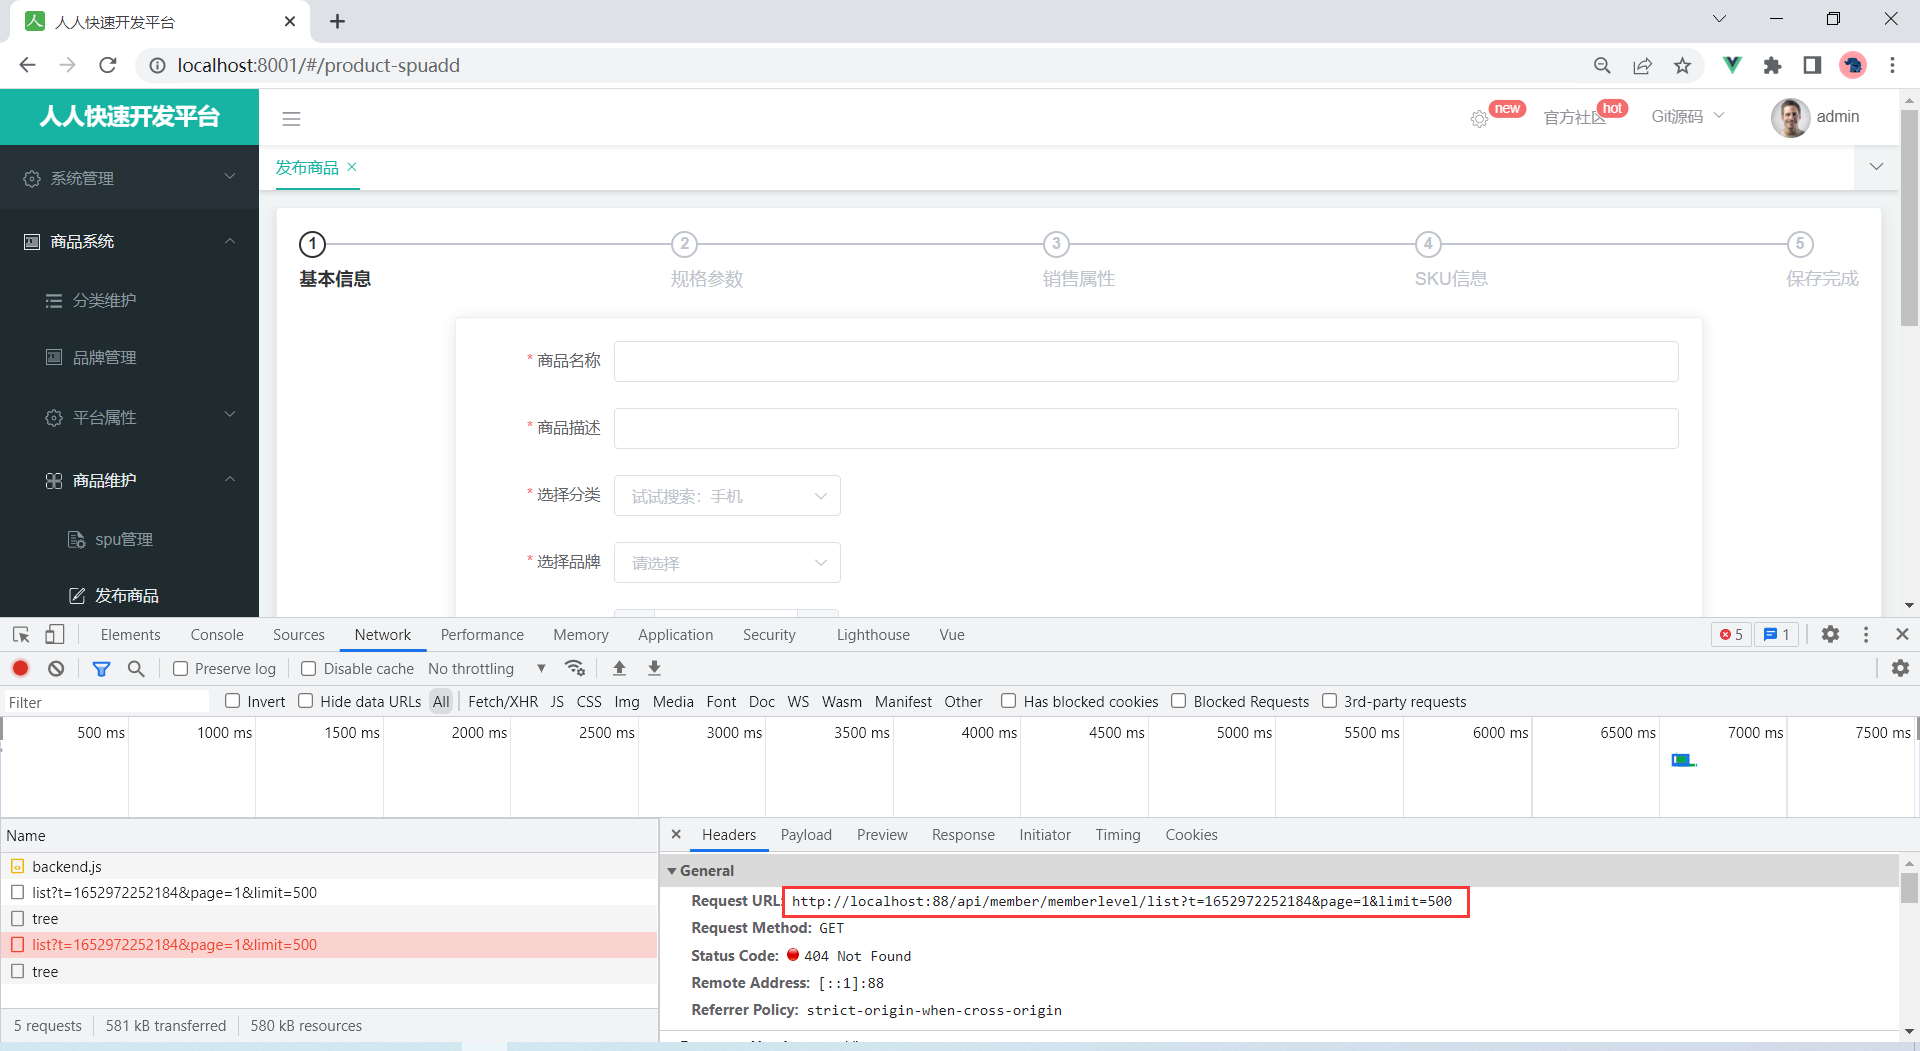 人人快速开发平台
localhost:8001/#/product-spuadd
人人快速开发平台
new
官方社区
hot
Git源码
admin
系统管理
发布商品
商品系统
1
2
3
4
5
基本信息
规格参数
销售属性
SKU信息
保存完成
分类维护
品牌管理
* 商品名称
平台属性
* 商品描述
商品维护
* 选择分类
试试搜索：手机
spu管理
* 选择品牌
请选择
发布商品
Elements Console Sources Network Performance Memory Application Security Lighthouse Vue
5
1
Preserve log
Disable cache
No throttling
Filter
Invert
Hide data URLs
All
Fetch/XHR JS CSS Img Media Font Doc WS Wasm Manifest Other
Has blocked cookies
Blocked Requests
3rd-party requests
500 ms 1000 ms 1500 ms 2000 ms 2500 ms 3000 ms 3500 ms 4000 ms 4500 ms 5000 ms 5500 ms 6000 ms 6500 ms 7000 ms 7500 ms
Name
backend.js
list?t=1652972252184&page=1&limit=500
tree
list?t=1652972252184&page=1&limit=500
tree
5 requests
581 kB transferred
580 kB resources
Headers Payload Preview Response Initiator Timing Cookies
General
Request URL: http://localhost:88/api/member/memberlevel/list?t=1652972252184&page=1&limit=500
Request Method: GET
Status Code: 404 Not Found
Remote Address: [::1]:88
Referrer Policy: strict-origin-when-cross-origin